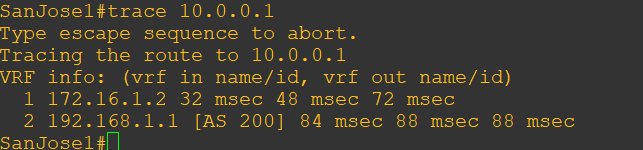 SanJose1#trace 10.0.0.1
Type escape sequence to abort.
Tracing the route to 10.0.0.1
VRF info: (vrf in name/id, vrf out name/id)
  1 172.16.1.2 32 msec 48 msec 72 msec
  2 192.168.1.1 [AS 200] 84 msec 88 msec 88 msec
SanJose1#